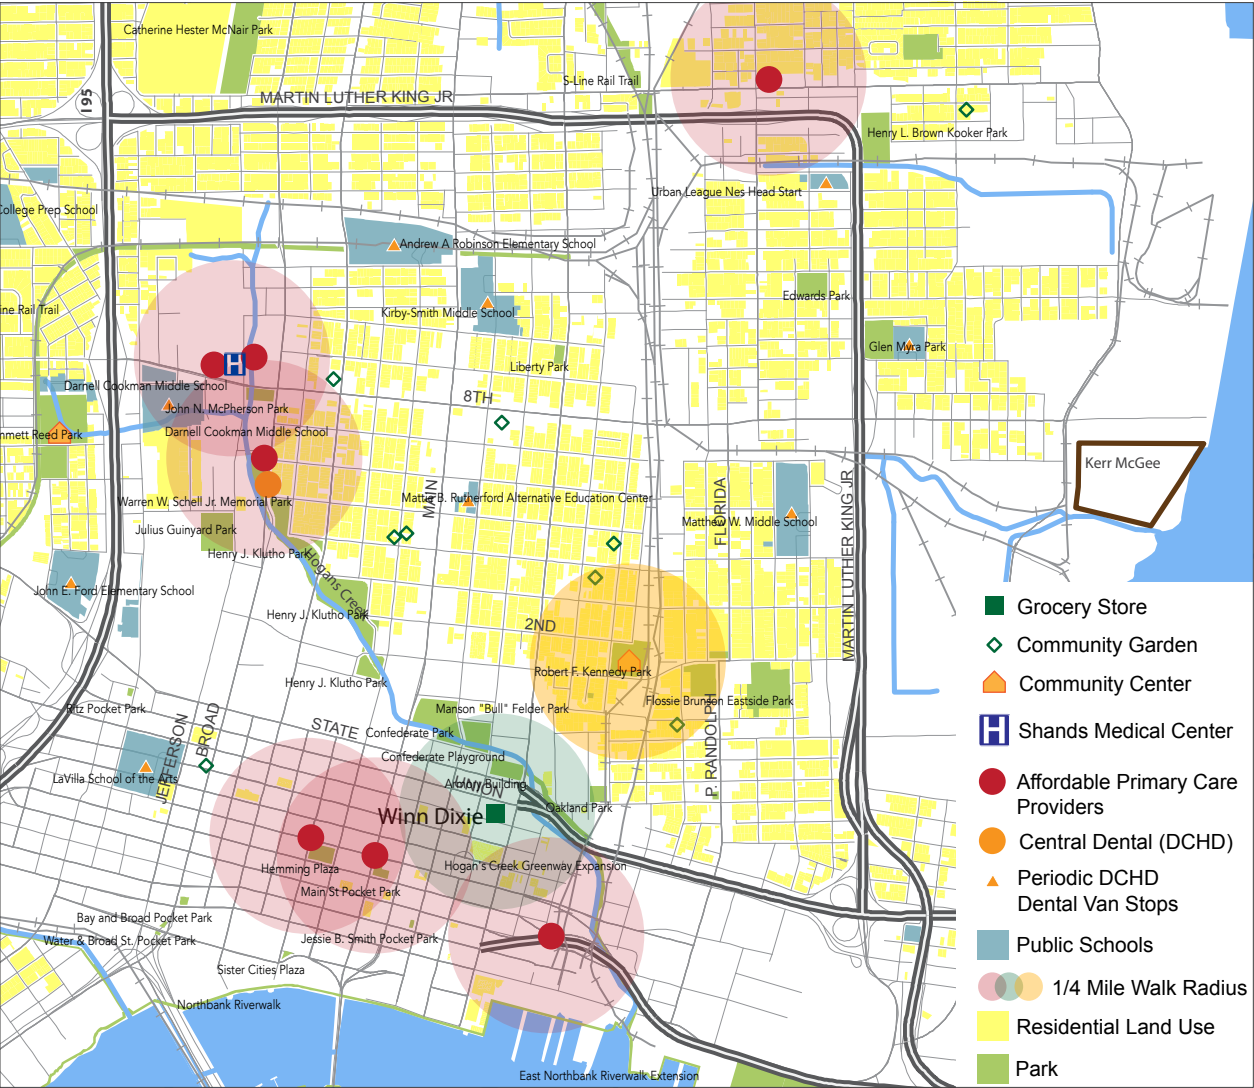 Catherine Hester McNair Park
S-Line Rail Trail
I95
MARTIN LUTHER KING JR
Henry L. Brown Kooker Park
Urban League Nes Head Start
College Prep School
Andrew A Robinson Elementary School
Edwards Park
ine Rail Trail
Kirby-Smith Middle School
Glen Myra Park
Liberty Park
H
Darnell Cookman Middle School
8TH
John N. McPherson Park
Darnell Cookman Middle School
mmett Reed Park
Kerr McGee
MAIN
Mattie B. Rutherford Alternative Education Center
Warren W. Schell Jr. Memorial Park
FLORIDA
Matthew W. Middle School
Julius Guinyard Park
Henry J. Klutho Park
Hogans Creek
MARTIN LUTHER KING JR
John E. Ford Elementary School
Henry J. Klutho Park
2ND
Robert F. Kennedy Park
Henry J. Klutho Park
Flossie Brunson Eastside Park
Ritz Pocket Park
Manson "Bull" Felder Park
P. RANDOLPH
JEFFERSON
BROAD
STATE
Confederate Park
Confederate Playground
LaVilla School of the Arts
UNION
Armory Building
Oakland Park
Winn Dixie
Hemming Plaza
Hogan's Creek Greenway Expansion
Main St Pocket Park
Bay and Broad Pocket Park
Water & Broad St. Pocket Park
Jessie B. Smith Pocket Park
Sister Cities Plaza
Northbank Riverwalk
East Northbank Riverwalk Extension
Grocery Store
Community Garden
Community Center
H
Shands Medical Center
Affordable Primary Care
Providers
Central Dental (DCHD)
Periodic DCHD
Dental Van Stops
Public Schools
1/4 Mile Walk Radius
Residential Land Use
Park